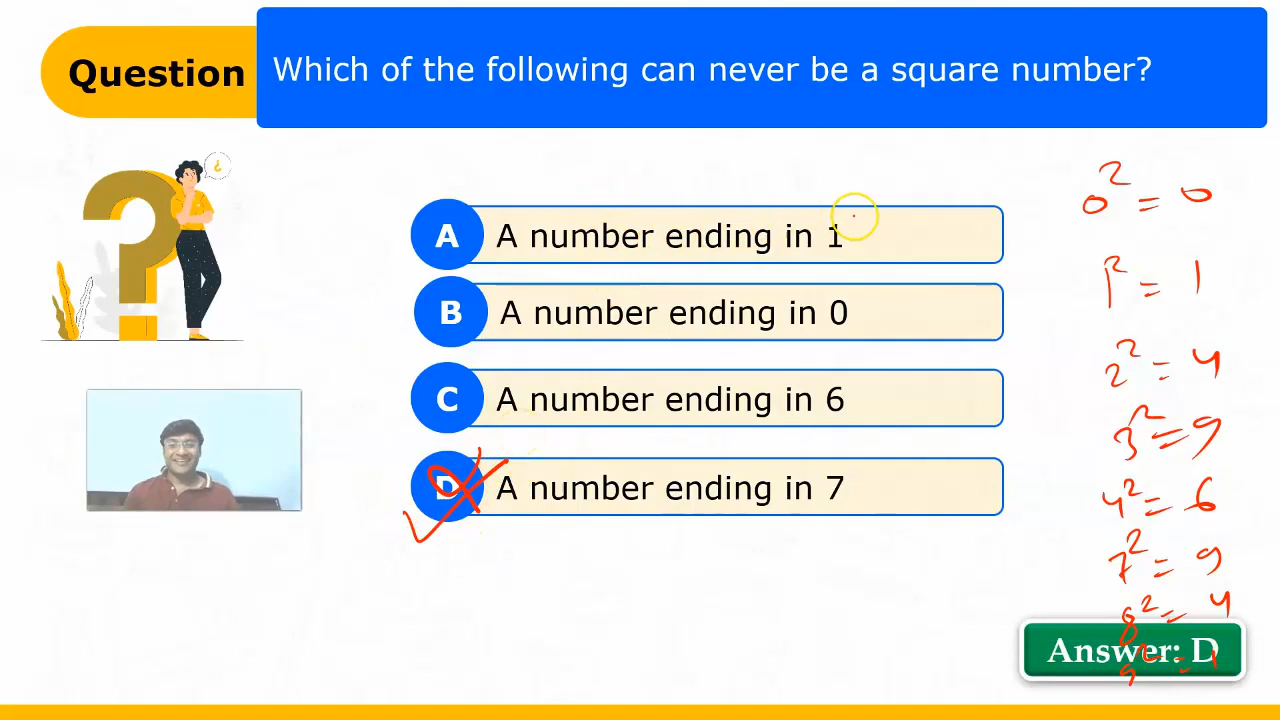 Question
Which of the following can never be a square number?
¿
A
A number ending in 1
B
A number ending in 0
C
A number ending in 6
D
A number ending in 7
0² = 0
1² = 1
2² = 4
3² = 9
4² = 6
7² = 9
8² = 4
9² = 1
Answer: D